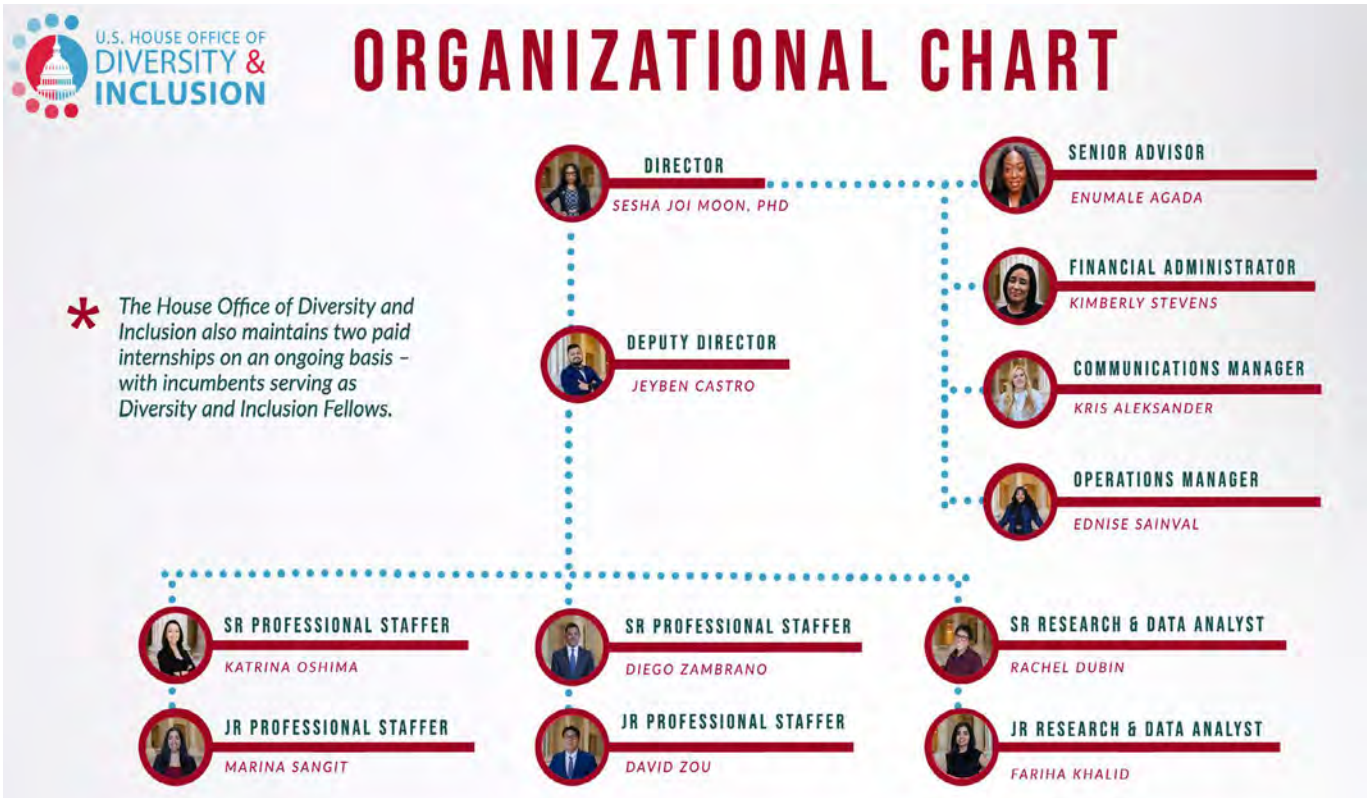 U.S. HOUSE OFFICE OF
DIVERSITY &
INCLUSION
ORGANIZATIONAL CHART
DIRECTOR
SESHA JOI MOON, PHD
SENIOR ADVISOR
ENUMALE AGADA
FINANCIAL ADMINISTRATOR
KIMBERLY STEVENS
* The House Office of Diversity and
Inclusion also maintains two paid
internships on an ongoing basis –
with incumbents serving as
Diversity and Inclusion Fellows.
DEPUTY DIRECTOR
JEYBEN CASTRO
COMMUNICATIONS MANAGER
KRIS ALEKSANDER
OPERATIONS MANAGER
EDNISE SAINVAL
SR PROFESSIONAL STAFFER
KATRINA OSHIMA
SR PROFESSIONAL STAFFER
DIEGO ZAMBRANO
SR RESEARCH & DATA ANALYST
RACHEL DUBIN
JR PROFESSIONAL STAFFER
MARINA SANGIT
JR PROFESSIONAL STAFFER
DAVID ZOU
JR RESEARCH & DATA ANALYST
FARIHA KHALID